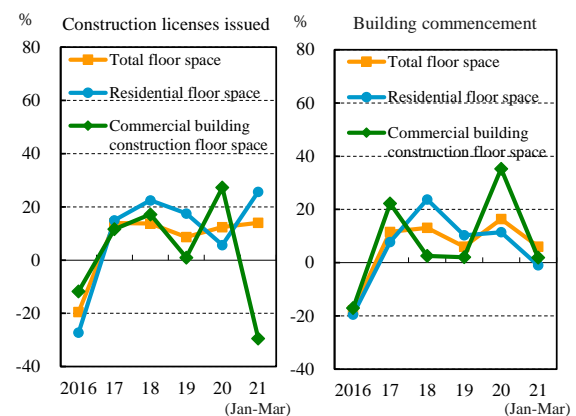 %
Construction licenses issued
80
60
40
20
0
-20
-40
Total floor space
Residential floor space
Commercial building
construction floor space
2016 17 18 19 20 21
(Jan-Mar)
%
Building commencement
80
60
40
20
0
-20
-40
Total floor space
Residential floor space
Commercial building
construction floor space
2016 17 18 19 20 21
(Jan-Mar)